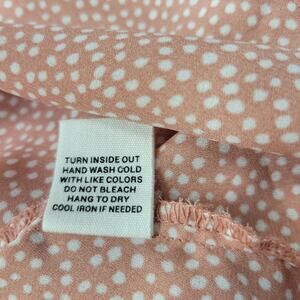 TURN INSIDE OUT
HAND WASH COLD
WITH LIKE COLORS
DO NOT BLEACH
HANG TO DRY
COOL IRON IF NEEDED